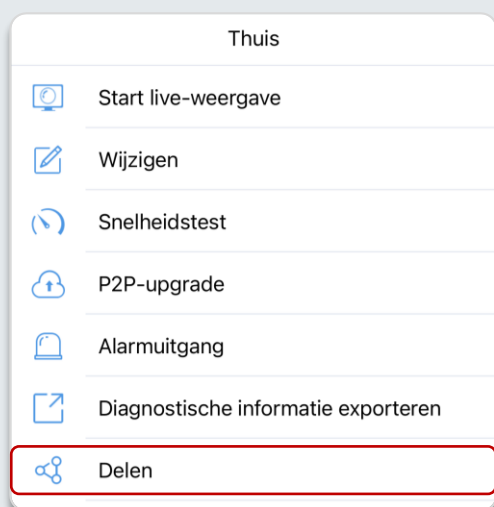 Thuis
Start live-weergave
Wijzigen
Snelheidstest
P2P-upgrade
Alarmuitgang
Diagnostische informatie exporteren
Delen